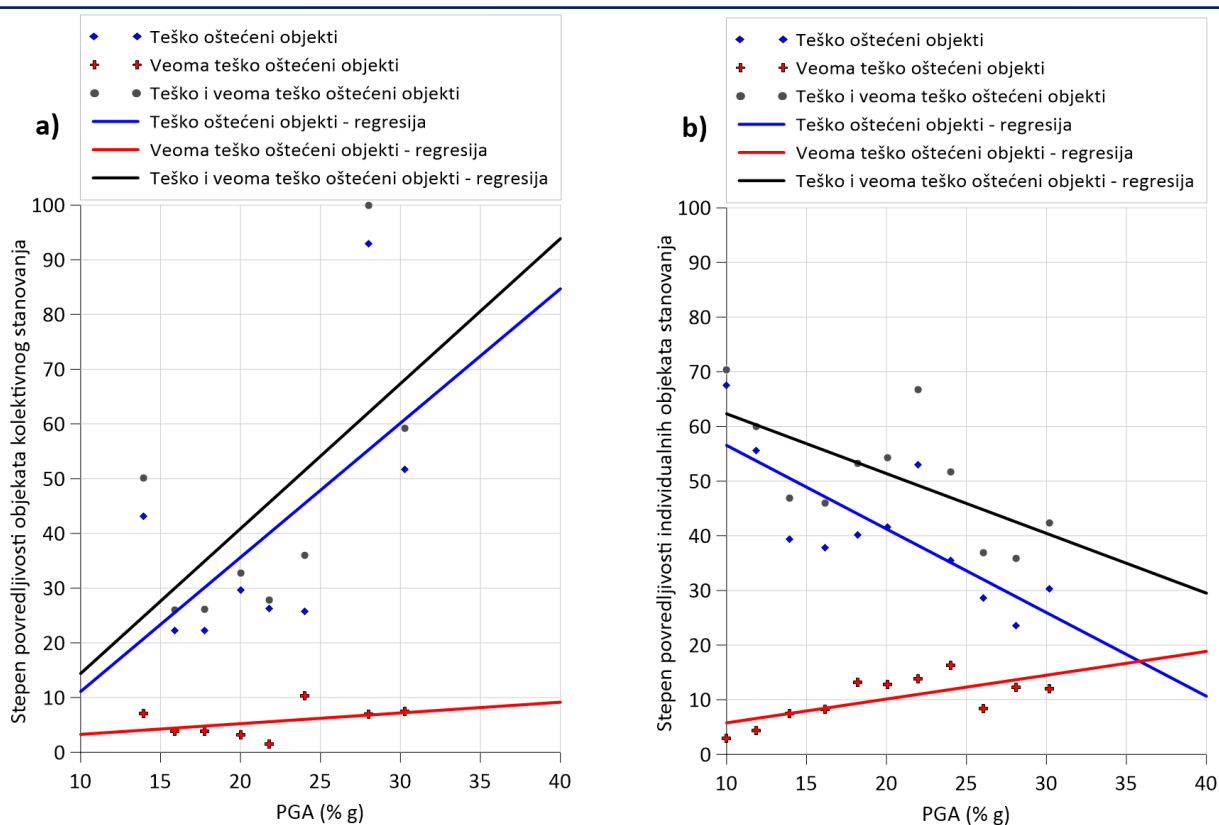 Teško oštećeni objekti
Veoma teško oštećeni objekti
Teško i veoma teško oštećeni objekti
a)
Teško oštećeni objekti - regresija
Veoma teško oštećeni objekti - regresija
Teško i veoma teško oštećeni objekti - regresija
Stepen povredljivosti objekata kolektivnog stanovanja
100
90
80
70
60
50
40
30
20
10
0
10
15
20
25
30
35
40
PGA (% g)
Teško oštećeni objekti
Veoma teško oštećeni objekti
Teško i veoma teško oštećeni objekti
b)
Teško oštećeni objekti - regresija
Veoma teško oštećeni objekti - regresija
Teško i veoma teško oštećeni objekti - regresija
Stepen povredljivosti individualnih objekata stanovanja
100
90
80
70
60
50
40
30
20
10
0
10
15
20
25
30
35
40
PGA (% g)